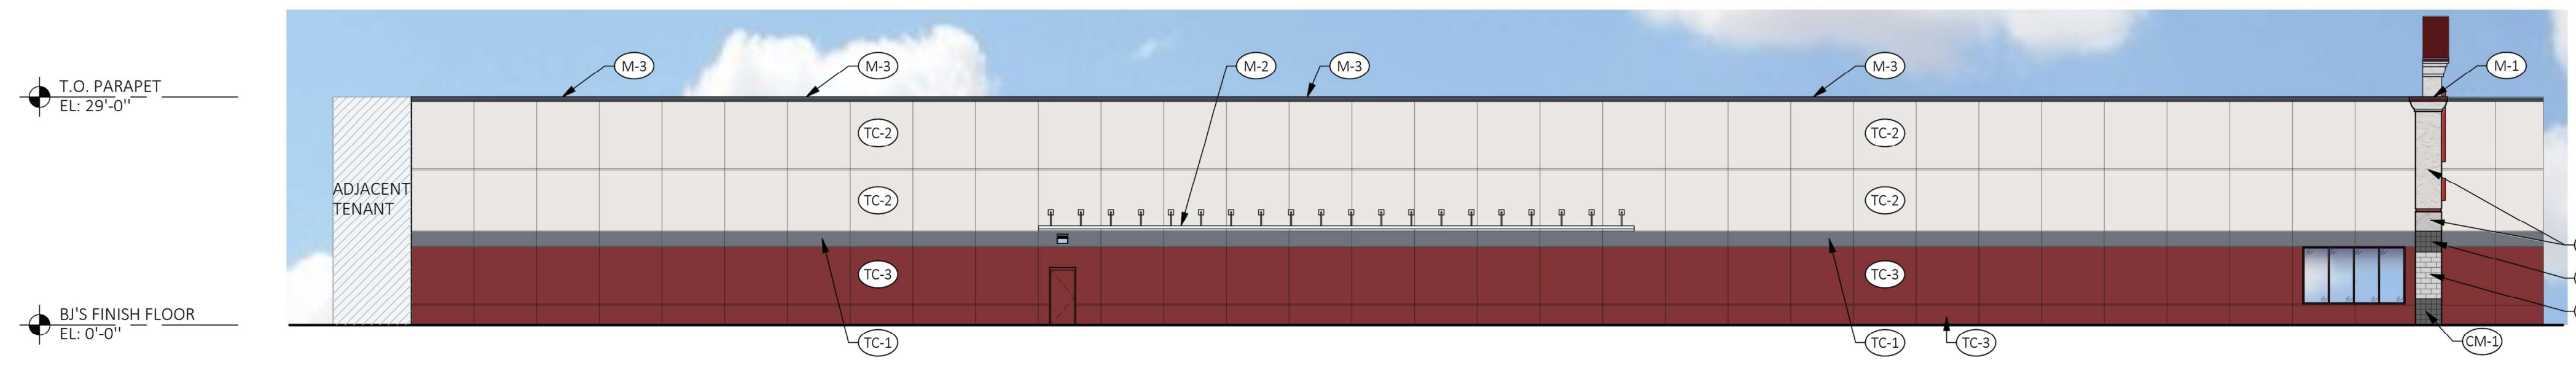 T.O. PARAPET
EL: 29'-0"
M-3
M-3
M-2
M-3
M-3
M-1
TC-2
TC-2
ADJACENT
TENANT
TC-2
TC-2
TC-3
TC-3
BJ'S FINISH FLOOR
EL: 0'-0"
TC-1
TC-1
TC-3
CM-1